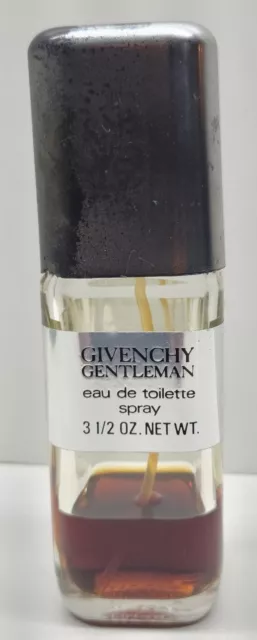 GIVENCHY
GENTLEMAN
eau de toilette
spray
3 1/2 OZ. NET WT.